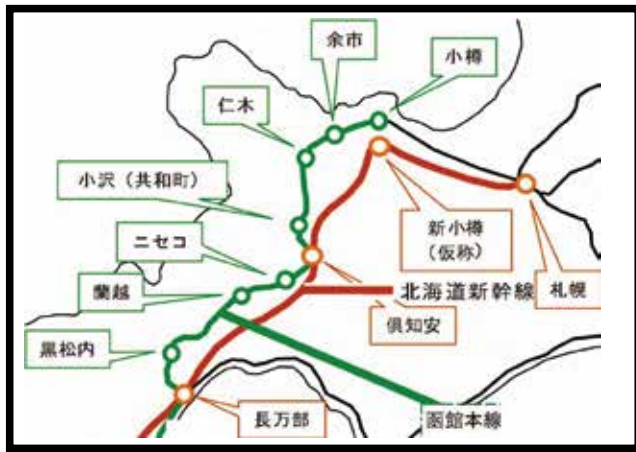 余市
小樽
仁木
小沢（共和町）
ニセコ
蘭越
黒松内
新小樽
（仮称）
北海道新幹線
札幌
倶知安
長万部
函館本線